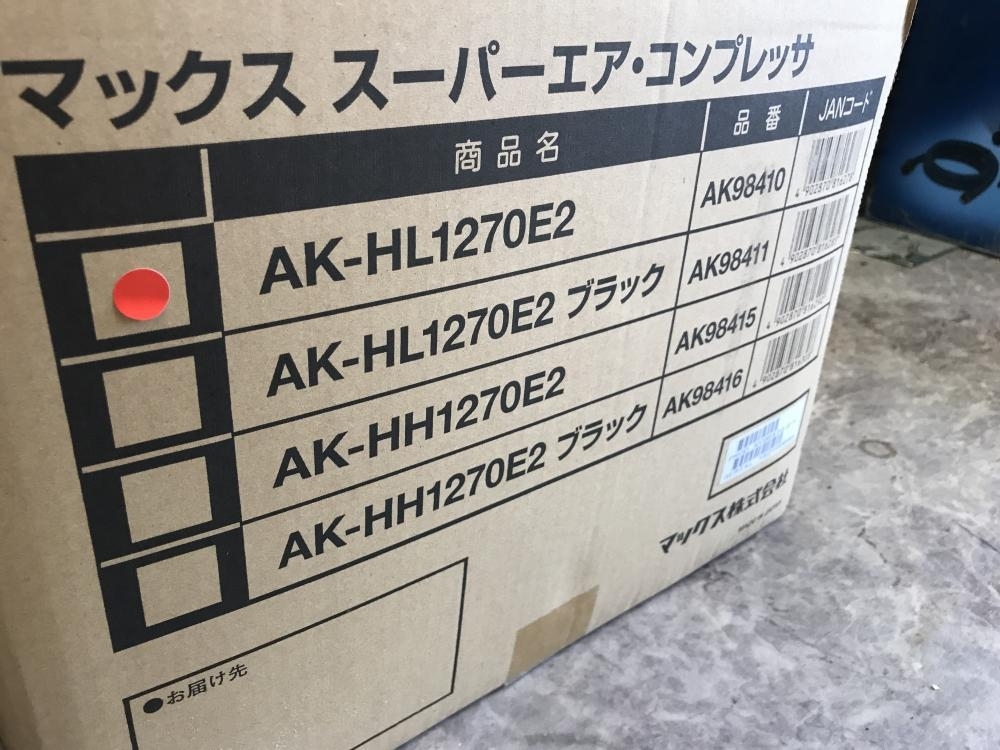 マックス スーパーエア・コンプレッサ
商品名 品番 JANコード
AK-HL1270E2 AK98410
AK-HL1270E2 ブラック AK98411
AK-HH1270E2 AK98415
AK-HH1270E2 ブラック AK98416
マックス株式会社
●お届け先